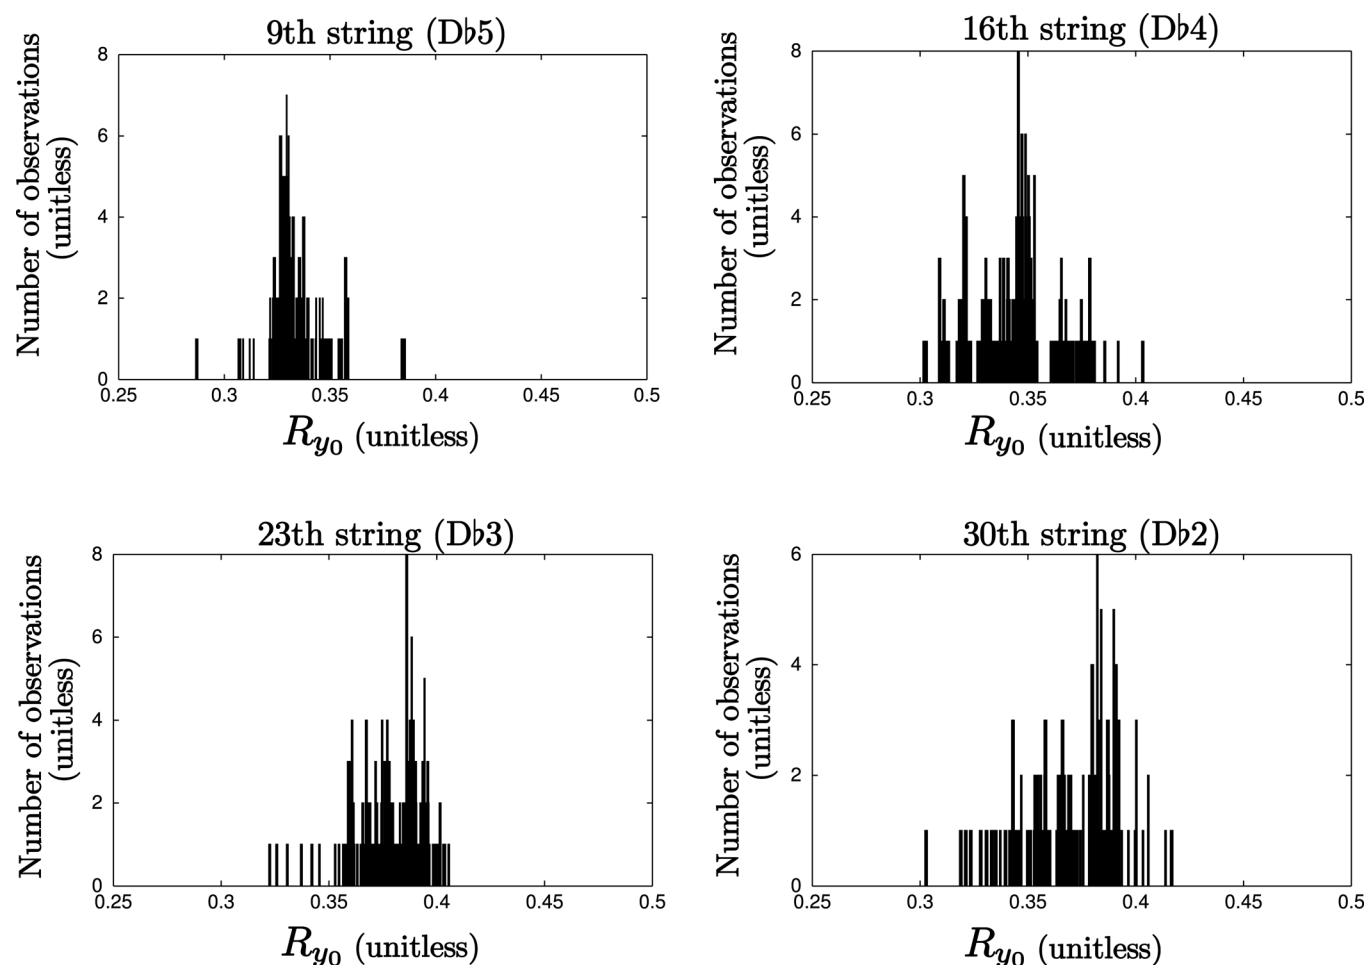 9th string (D♭5)
Number of observations
(unitless)
8
6
4
2
0
0.25 0.3 0.35 0.4 0.45 0.5
R_{y_0} (unitless)
16th string (D♭4)
Number of observations
(unitless)
8
6
4
2
0
0.25 0.3 0.35 0.4 0.45 0.5
R_{y_0} (unitless)
23th string (D♭3)
Number of observations
(unitless)
8
6
4
2
0
0.25 0.3 0.35 0.4 0.45 0.5
R_{y_0} (unitless)
30th string (D♭2)
Number of observations
(unitless)
6
4
2
0
0.25 0.3 0.35 0.4 0.45 0.5
R_{y_0} (unitless)